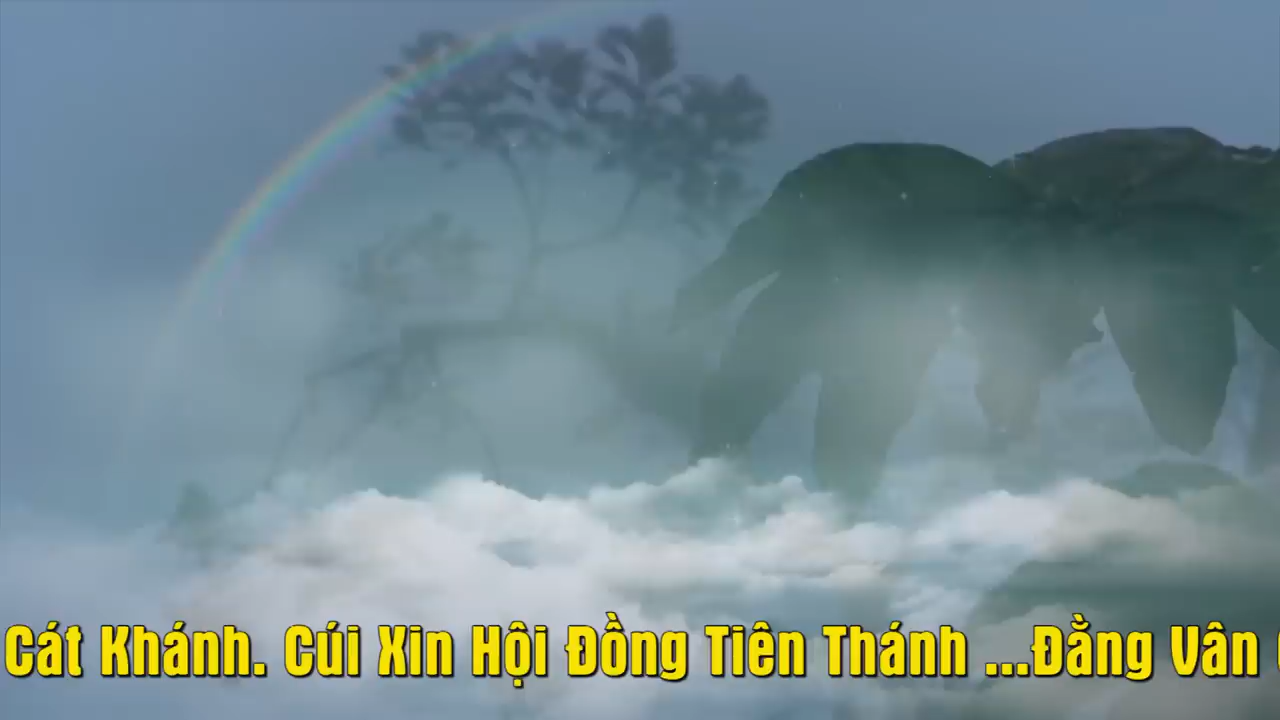 Cát Khánh. Cúi Xin Hội Đồng Tiên Thánh ...Đằng Vân